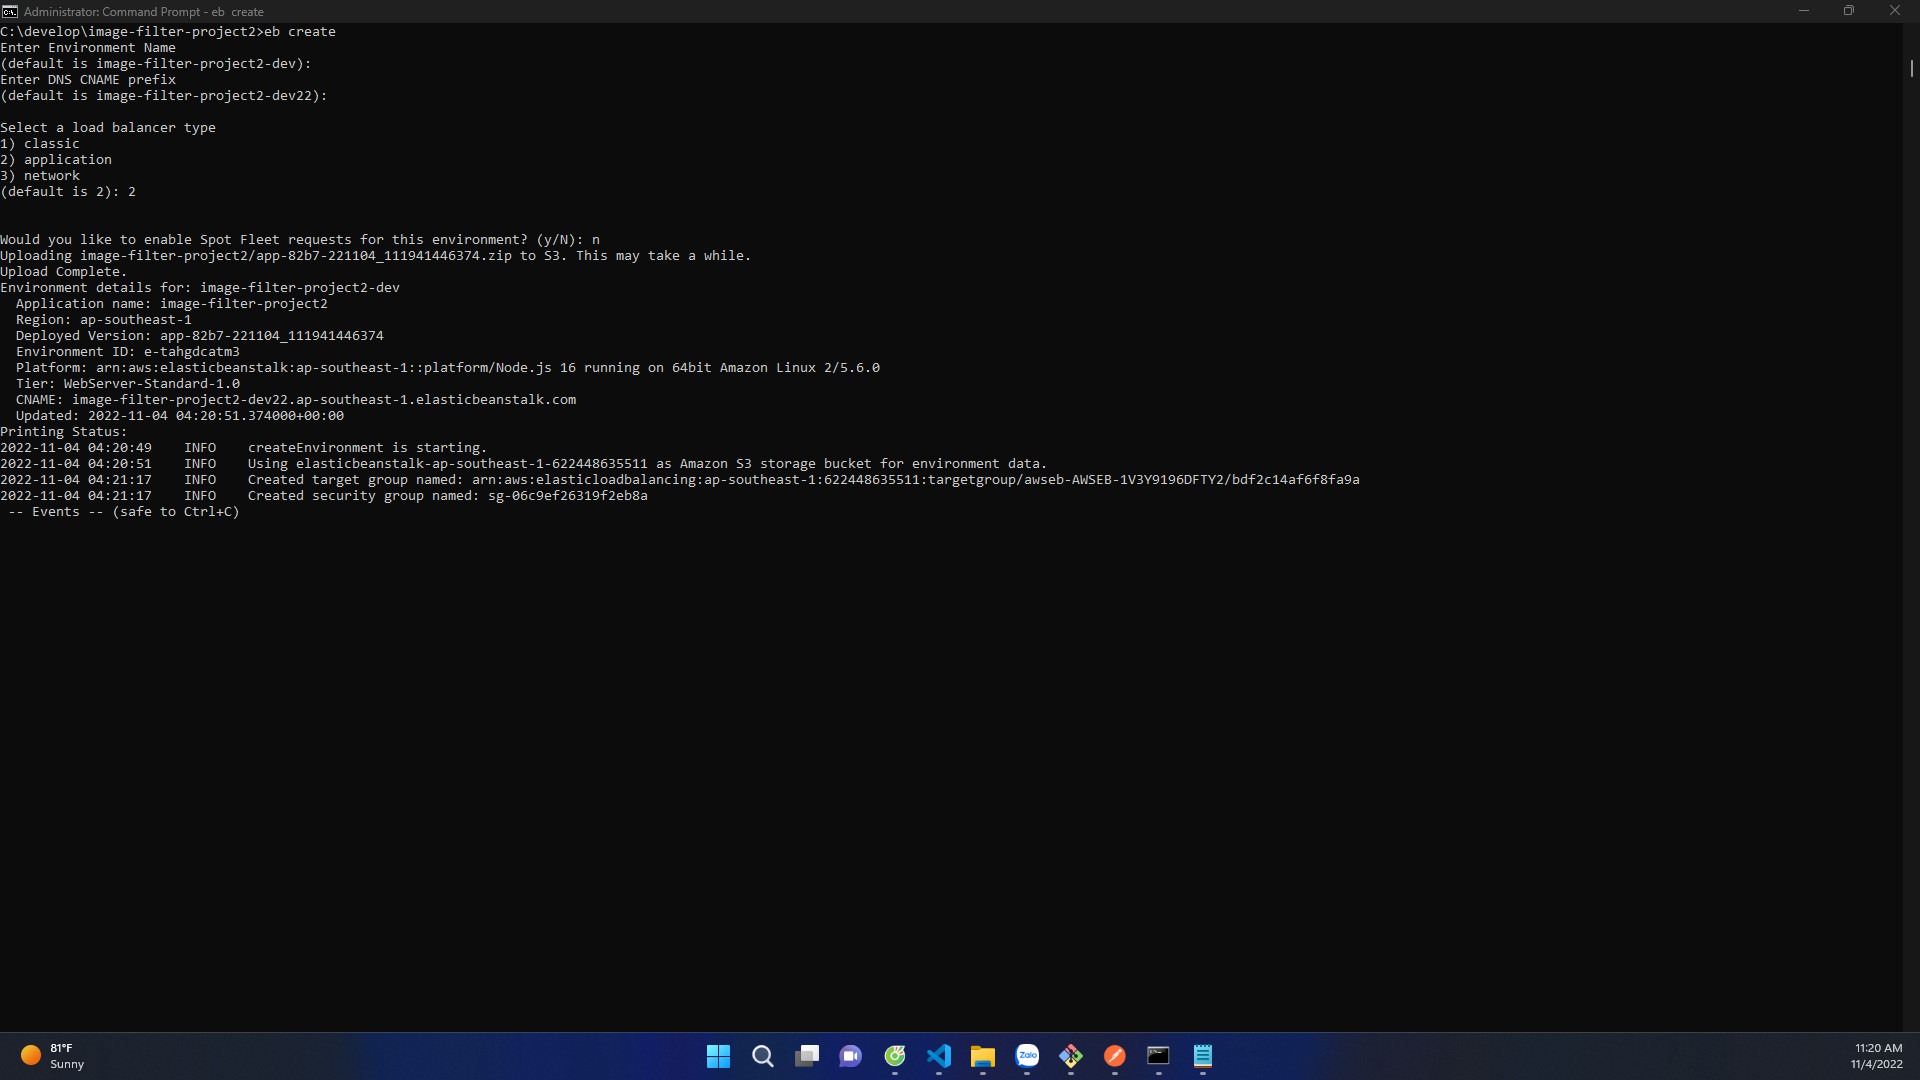 Administrator: Command Prompt - eb  create
C:\develop\image-filter-project2>eb create
Enter Environment Name
(default is image-filter-project2-dev):
Enter DNS CNAME prefix
(default is image-filter-project2-dev22):
Select a load balancer type
1) classic
2) application
3) network
(default is 2): 2
Would you like to enable Spot Fleet requests for this environment? (y/N): n
Uploading image-filter-project2/app-82b7-221104_111941446374.zip to S3. This may take a while.
Upload Complete.
Environment details for: image-filter-project2-dev
  Application name: image-filter-project2
  Region: ap-southeast-1
  Deployed Version: app-82b7-221104_111941446374
  Environment ID: e-tahgdcatm3
  Platform: arn:aws:elasticbeanstalk:ap-southeast-1::platform/Node.js 16 running on 64bit Amazon Linux 2/5.6.0
  Tier: WebServer-Standard-1.0
  CNAME: image-filter-project2-dev22.ap-southeast-1.elasticbeanstalk.com
  Updated: 2022-11-04 04:20:51.374000+00:00
Printing Status:
2022-11-04 04:20:49    INFO    createEnvironment is starting.
2022-11-04 04:20:51    INFO    Using elasticbeanstalk-ap-southeast-1-622448635511 as Amazon S3 storage bucket for environment data.
2022-11-04 04:21:17    INFO    Created target group named: arn:aws:elasticloadbalancing:ap-southeast-1:622448635511:targetgroup/awseb-AWSEB-1V3Y9196DFTY2/bdf2c14af6f8fa9a
2022-11-04 04:21:17    INFO    Created security group named: sg-06c9ef26319f2eb8a
 -- Events -- (safe to Ctrl+C)
81°F
Sunny
Zalo
11:20 AM
11/4/2022